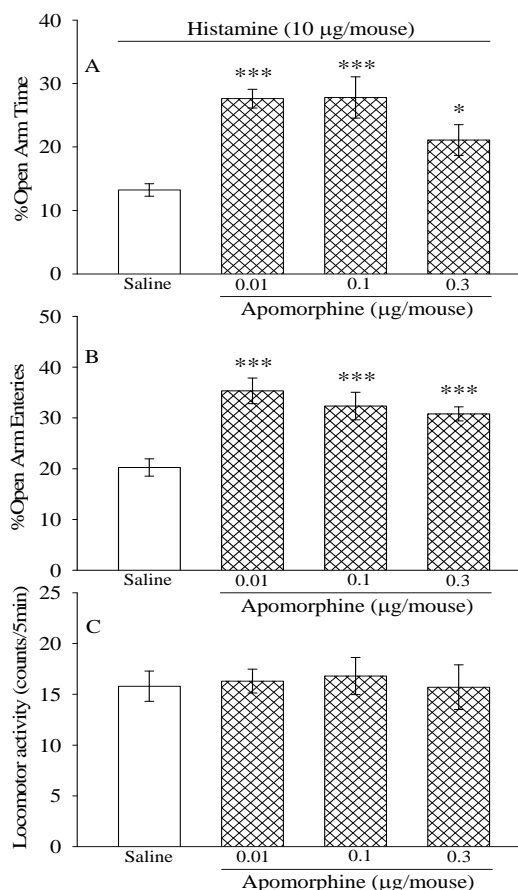 Histamine (10 µg/mouse)
A
%Open Arm Time
40
30
20
10
0
***
***
*
Saline
0.01
0.1
0.3
Apomorphine (µg/mouse)
B
%Open Arm Enteries
50
40
30
20
10
0
***
***
***
Saline
0.01
0.1
0.3
Apomorphine (µg/mouse)
C
Locomotor activity (counts/5min)
25
20
15
10
5
0
Saline
0.01
0.1
0.3
Apomorphine (µg/mouse)